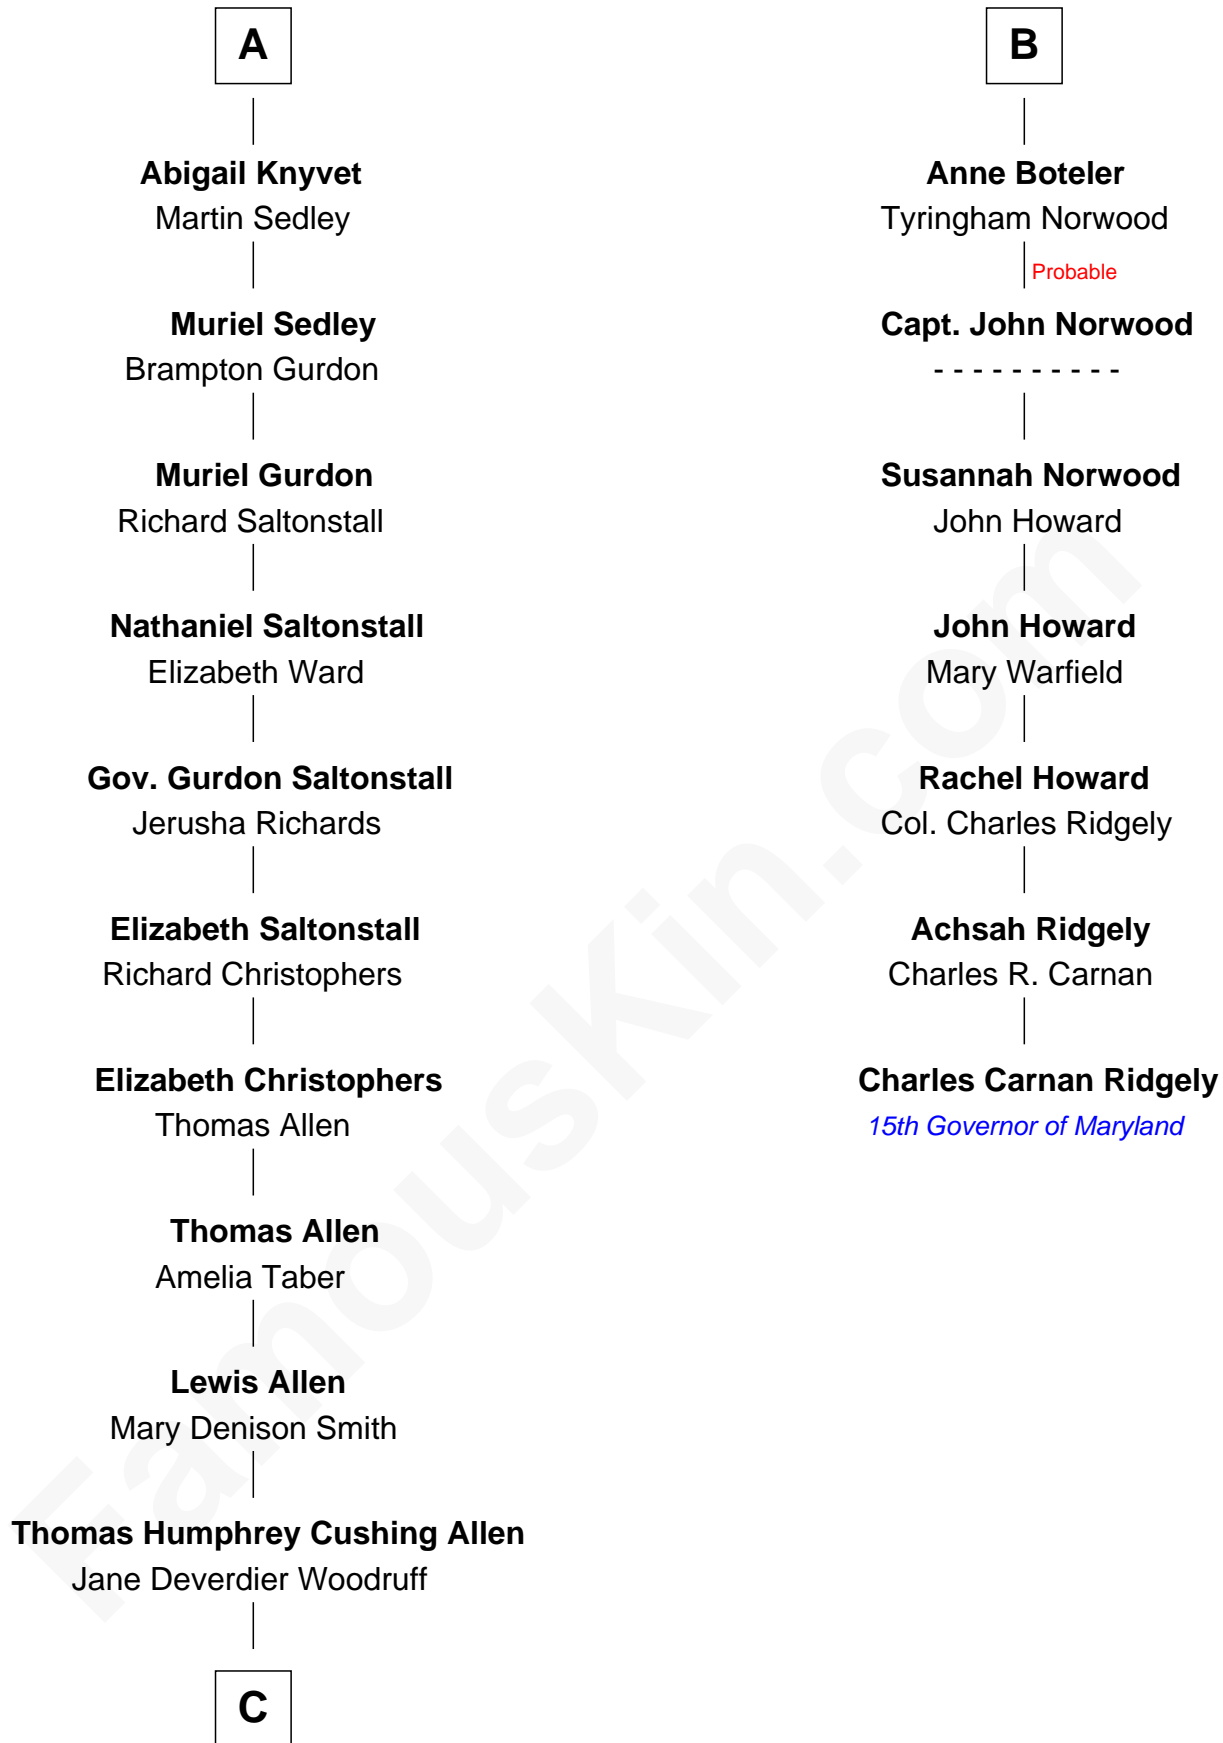 A
Abigail Knyvet
Martin Sedley
Muriel Sedley
Brampton Gurdon
Muriel Gurdon
Richard Saltonstall
Nathaniel Saltonstall
Elizabeth Ward
Gov. Gurdon Saltonstall
Jerusha Richards
Elizabeth Saltonstall
Richard Christophers
Elizabeth Christophers
Thomas Allen
Thomas Allen
Amelia Taber
Lewis Allen
Mary Denison Smith
Thomas Humphrey Cushing Allen
Jane Deverdier Woodruff
C
B
Anne Boteler
Tyringham Norwood
Probable
Capt. John Norwood
- - - - - - - - - -
Susannah Norwood
John Howard
John Howard
Mary Warfield
Rachel Howard
Col. Charles Ridgely
Achsah Ridgely
Charles R. Carnan
Charles Carnan Ridgely
15th Governor of Maryland
FamousKin.com